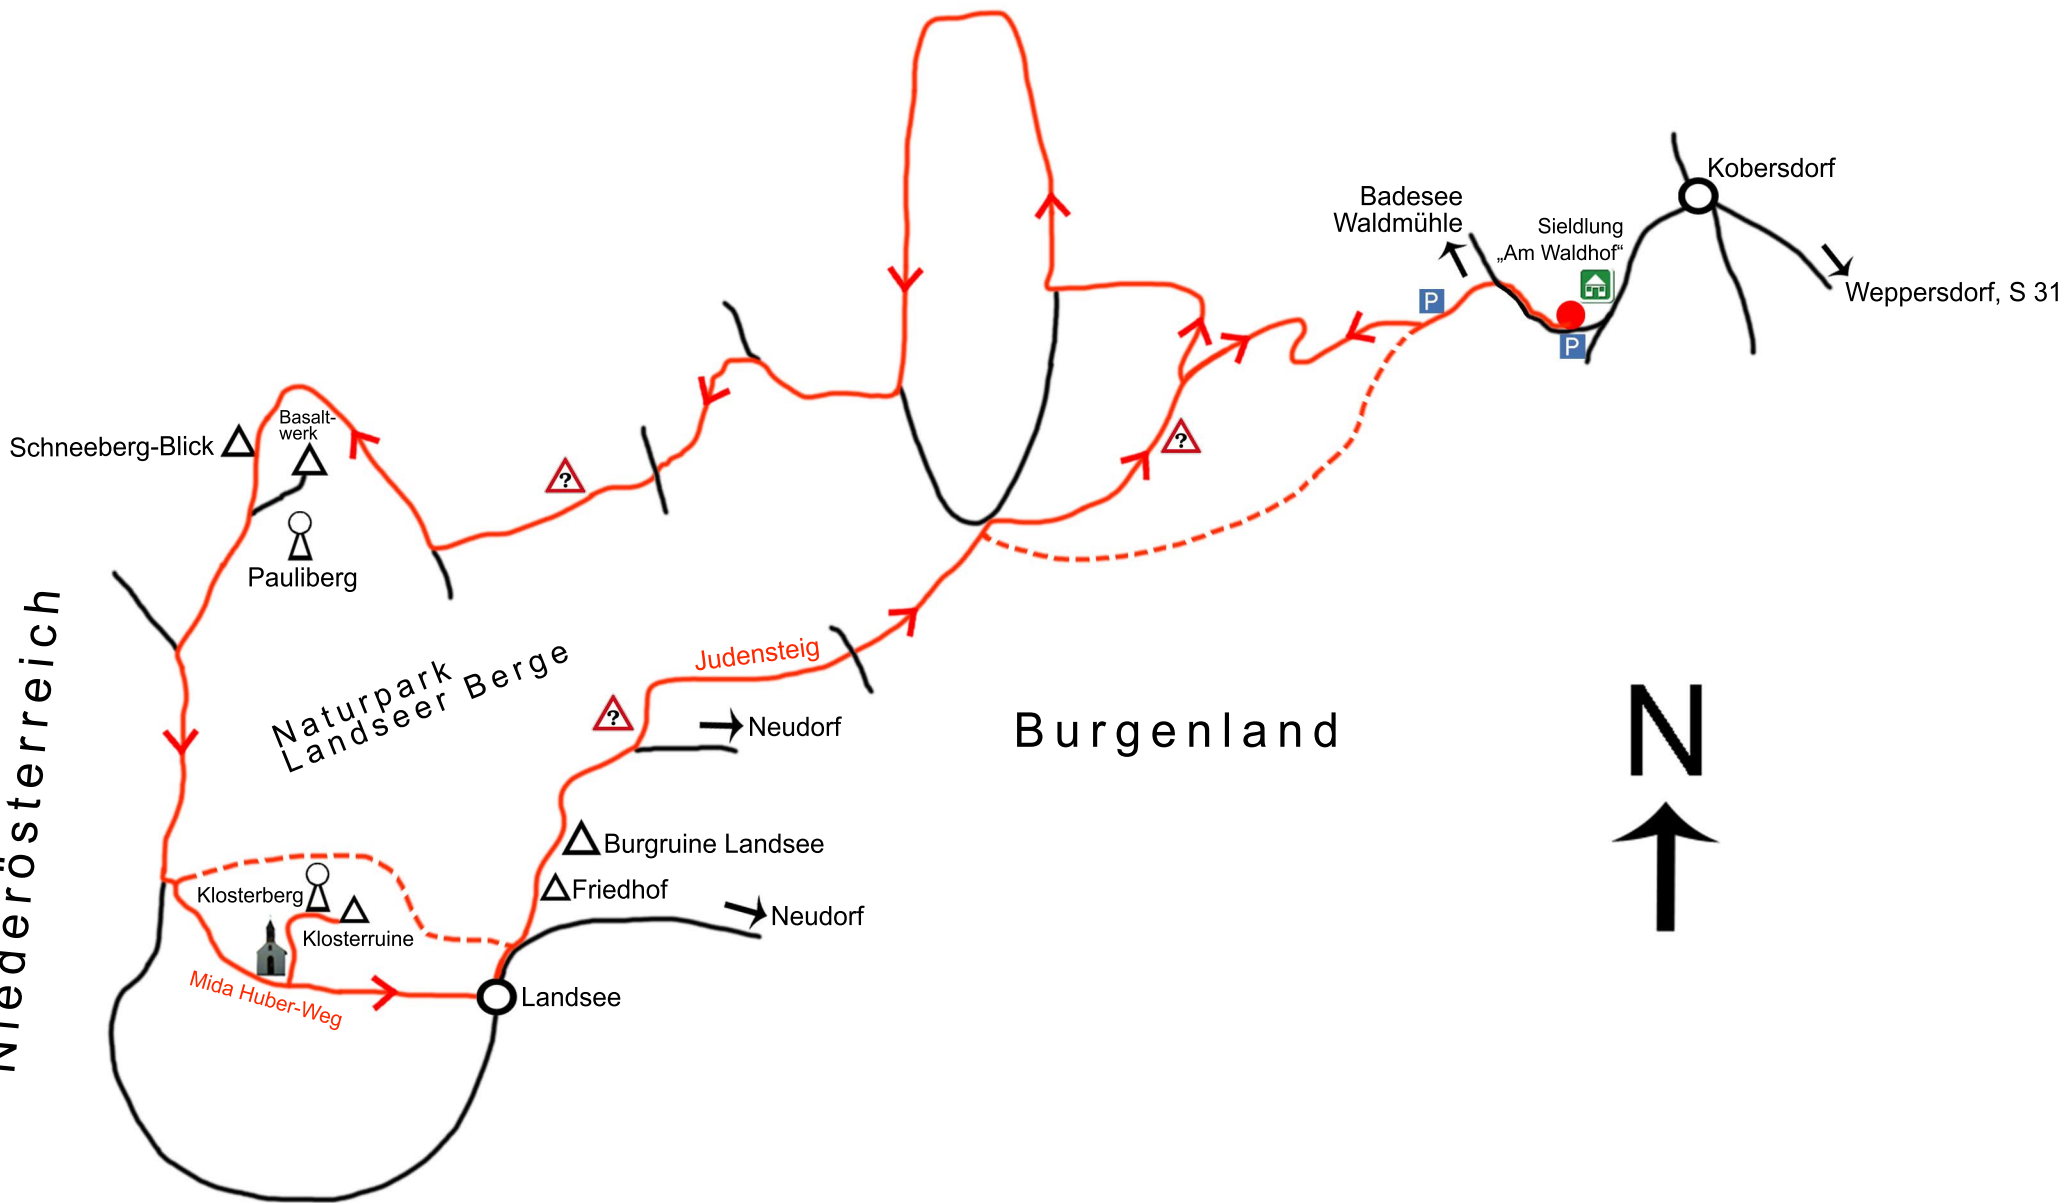 Kobersdorf
Badesee
Waldmühle
Sieldlung
„Am Waldhof“
P
P
Weppersdorf, S 31
Basalt-
werk
Schneeberg-Blick
?
?
Pauliberg
Niederösterreich
Naturpark
Landseer Berge
Judensteig
?
Neudorf
Burgenland
N
Burgruine Landsee
Friedhof
Klosterberg
Neudorf
Klosterruine
Mida Huber-Weg
Landsee